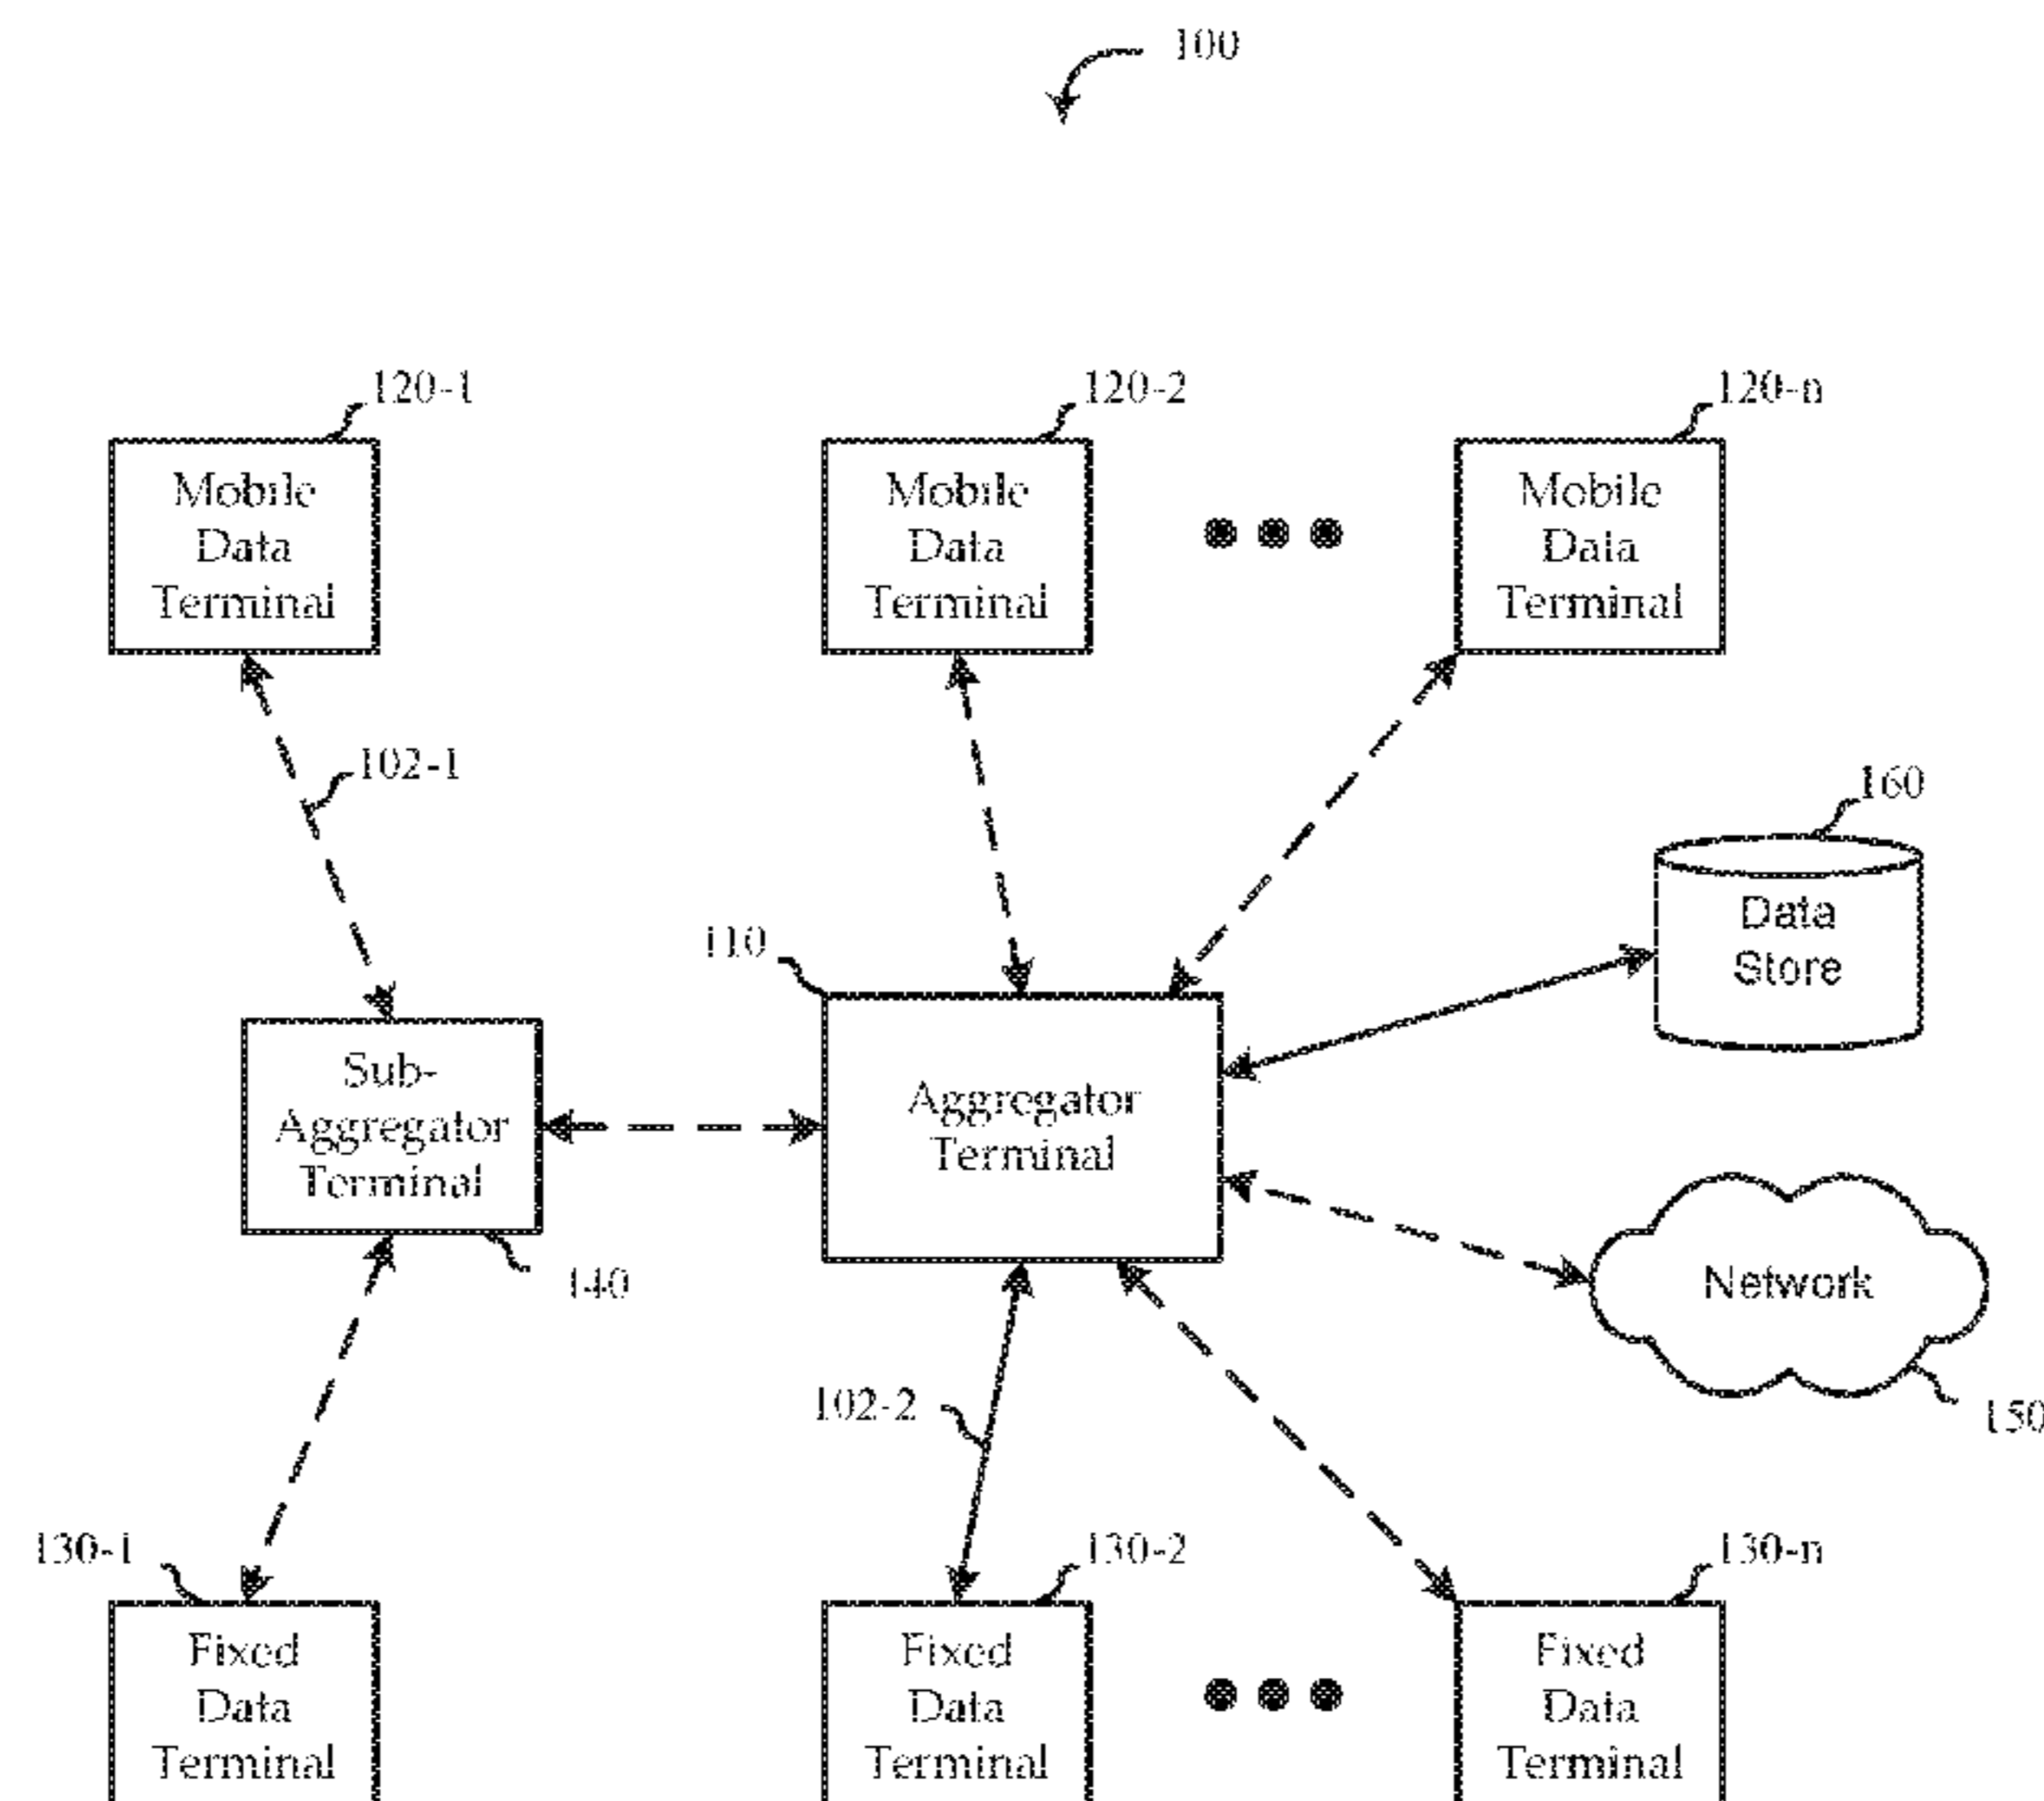 100
120-1
120-2
120-n
Mobile
Data
Terminal
Mobile
Data
Terminal
Mobile
Data
Terminal
102-1
160
Data
Store
110
Sub-
Aggregator
Terminal
Aggregator
Terminal
140
Network
150
102-2
130-1
130-2
130-n
Fixed
Data
Terminal
Fixed
Data
Terminal
Fixed
Data
Terminal